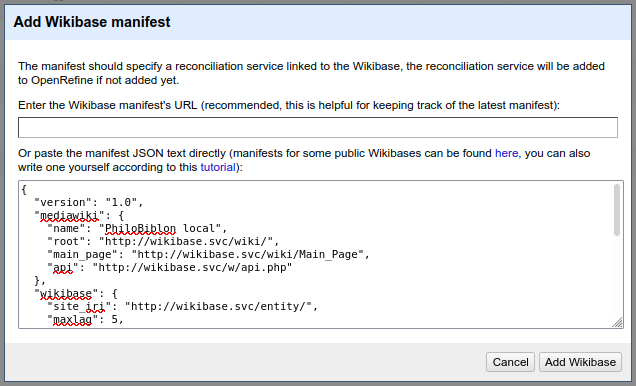 Add Wikibase manifest
The manifest should specify a reconciliation service linked to the Wikibase, the reconciliation service will be added
to OpenRefine if not added yet.
Enter the Wikibase manifest's URL (recommended, this is helpful for keeping track of the latest manifest):
Or paste the manifest JSON text directly (manifests for some public Wikibases can be found here, you can also
write one yourself according to this tutorial):
{
  "version": "1.0",
  "mediawiki": {
    "name": "PhiloBiblon local",
    "root": "http://wikibase.svc/wiki/",
    "main_page": "http://wikibase.svc/wiki/Main_Page",
    "api": "http://wikibase.svc/w/api.php"
  },
  "wikibase": {
    "site_iri": "http://wikibase.svc/entity/",
    "maxlag": 5,
Cancel Add Wikibase